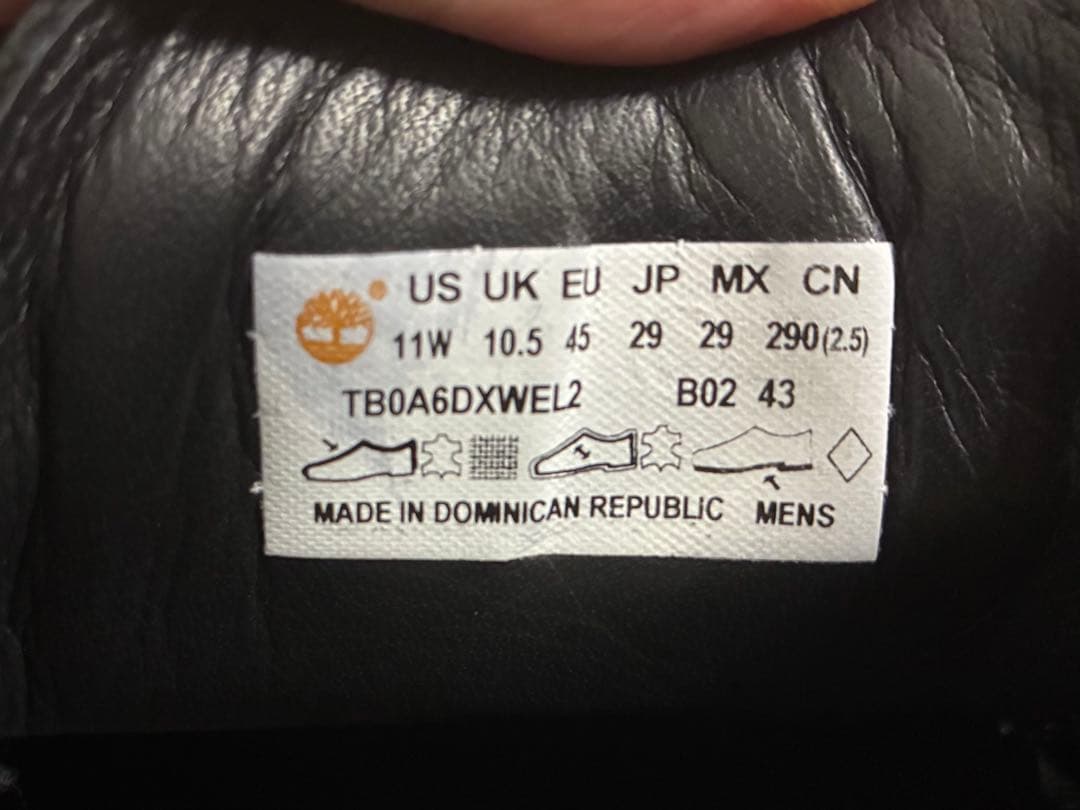 US UK EU JP MX CN
11W 10.5 45 29 29 290(2.5)
TB0A6DXWEL2 B02 43
MADE IN DOMINICAN REPUBLIC MENS